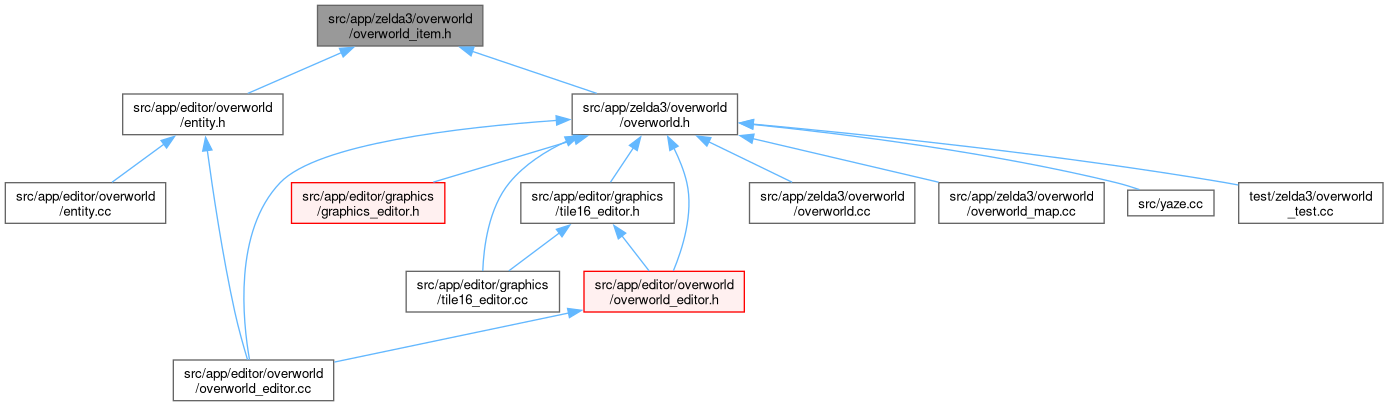 src/app/zelda3/overworld
/overworld_item.h
src/app/editor/overworld
/entity.h
src/app/zelda3/overworld
/overworld.h
src/app/editor/overworld
/entity.cc
src/app/editor/graphics
/graphics_editor.h
src/app/editor/graphics
/tile16_editor.h
src/app/zelda3/overworld
/overworld.cc
src/app/zelda3/overworld
/overworld_map.cc
src/yaze.cc
test/zelda3/overworld
_test.cc
src/app/editor/graphics
/tile16_editor.cc
src/app/editor/overworld
/overworld_editor.h
src/app/editor/overworld
/overworld_editor.cc